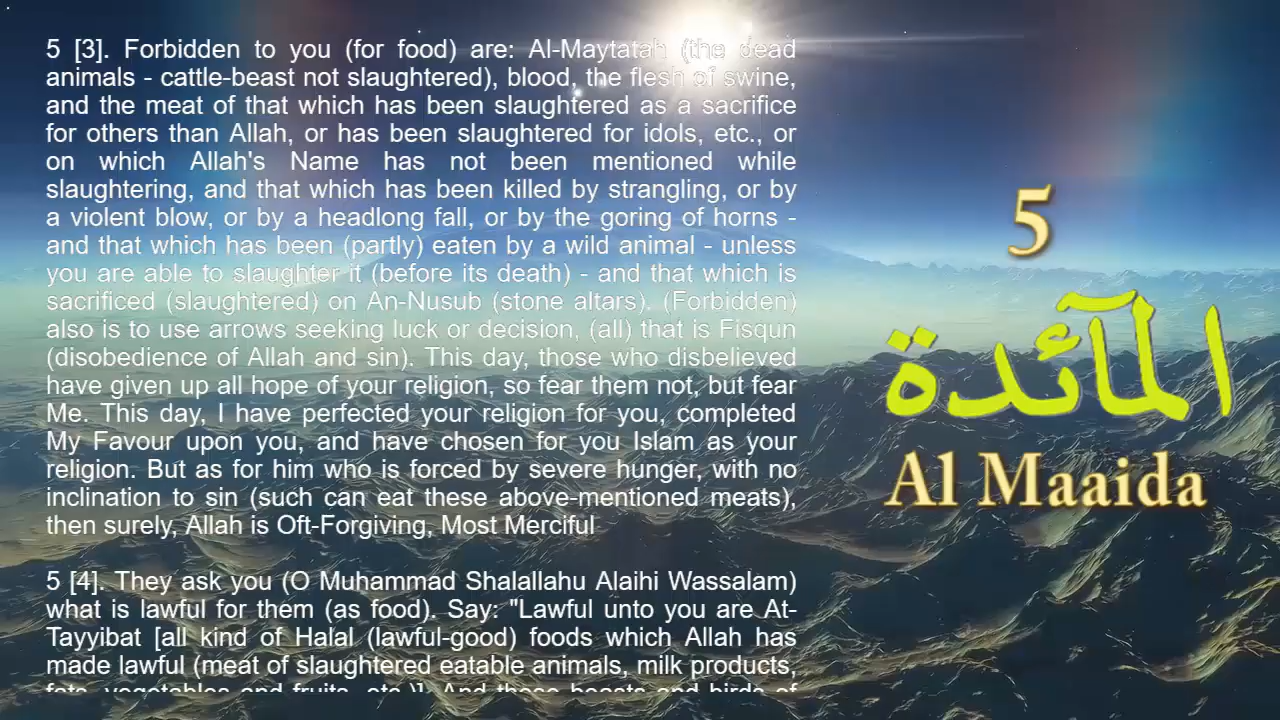 5 [3]. Forbidden to you (for food) are: Al-Maytatah (the dead
animals - cattle-beast not slaughtered), blood, the flesh of swine,
and the meat of that which has been slaughtered as a sacrifice
for others than Allah, or has been slaughtered for idols, etc., or
on which Allah's Name has not been mentioned while
slaughtering, and that which has been killed by strangling, or by
a violent blow, or by a headlong fall, or by the goring of horns -
and that which has been (partly) eaten by a wild animal - unless
you are able to slaughter it (before its death) - and that which is
sacrificed (slaughtered) on An-Nusub (stone altars). (Forbidden)
also is to use arrows seeking luck or decision, (all) that is Fisqun
(disobedience of Allah and sin). This day, those who disbelieved
have given up all hope of your religion, so fear them not, but fear
Me. This day, I have perfected your religion for you, completed
My Favour upon you, and have chosen for you Islam as your
religion. But as for him who is forced by severe hunger, with no
inclination to sin (such can eat these above-mentioned meats),
then surely, Allah is Oft-Forgiving, Most Merciful
5 [4]. They ask you (O Muhammad Shalallahu Alaihi Wassalam)
what is lawful for them (as food). Say: "Lawful unto you are At-
Tayyibat [all kind of Halal (lawful-good) foods which Allah has
made lawful (meat of slaughtered eatable animals, milk products,
fats, vegetables and fruits, etc.)]. And those beasts and birds of
5
المآئدة
Al Maaida